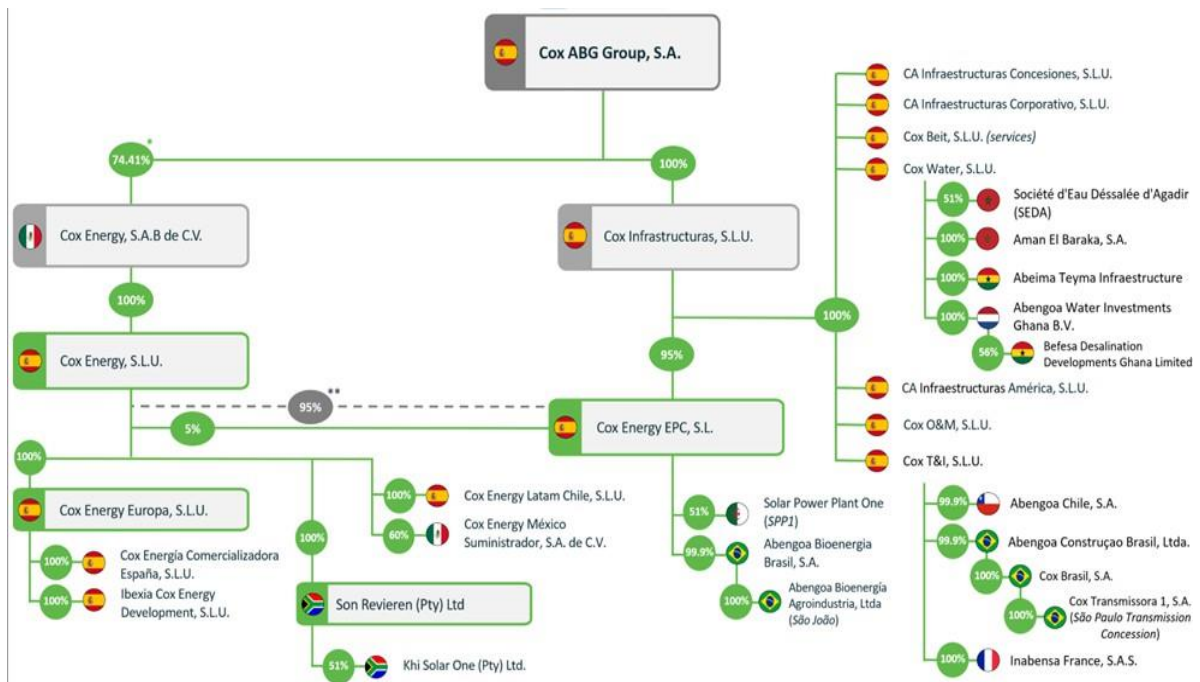 Cox ABG Group, S.A.
74.41%
*
100%
Cox Energy, S.A.B de C.V.
Cox Infrastructuras, S.L.U.
100%
Cox Energy, S.L.U.
95%
100%
95%
**
5%
Cox Energy EPC, S.L.
100%
Cox Energy Europa, S.L.U.
100%
Cox Energía Comercializadora
España, S.L.U.
100%
Ibexia Cox Energy
Development, S.L.U.
100%
Son Revieren (Pty) Ltd
51%
Khi Solar One (Pty) Ltd.
100%
Cox Energy Latam Chile, S.L.U.
60%
Cox Energy México
Suministrador, S.A. de C.V.
51%
Solar Power Plant One
(SPP1)
99.9%
Abengoa Bioenergia
Brasil, S.A.
100%
Abengoa Bioenergía
Agroindustria, Ltda
(São João)
CA Infraestructuras Concesiones, S.L.U.
CA Infraestructuras Corporativo, S.L.U.
Cox Beit, S.L.U. (services)
Cox Water, S.L.U.
51%
Société d'Eau Déssalée d'Agadir
(SEDA)
100%
Aman El Baraka, S.A.
100%
Abeima Teyma Infraestructure
100%
Abengoa Water Investments
Ghana B.V.
56%
Befesa Desalination
Developments Ghana Limited
CA Infraestructuras América, S.L.U.
Cox O&M, S.L.U.
Cox T&I, S.L.U.
99.9%
Abengoa Chile, S.A.
99.9%
Abengoa Construçao Brasil, Ltda.
100%
Cox Brasil, S.A.
100%
Cox Transmissora 1, S.A.
(São Paulo Transmission
Concession)
100%
Inabensa France, S.A.S.